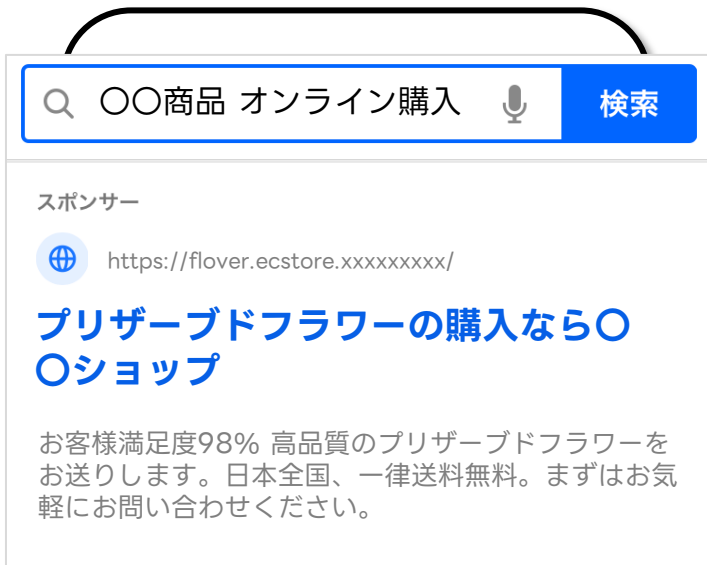 〇〇商品 オンライン購入
検索
スポンサー
https://flover.ecstore.xxxxxxxxx/
プリザーブドフラワーの購入なら〇
〇ショップ
お客様満足度98% 高品質のプリザーブドフラワーを
お送りします。日本全国、一律送料無料。まずはお気
軽にお問い合わせください。